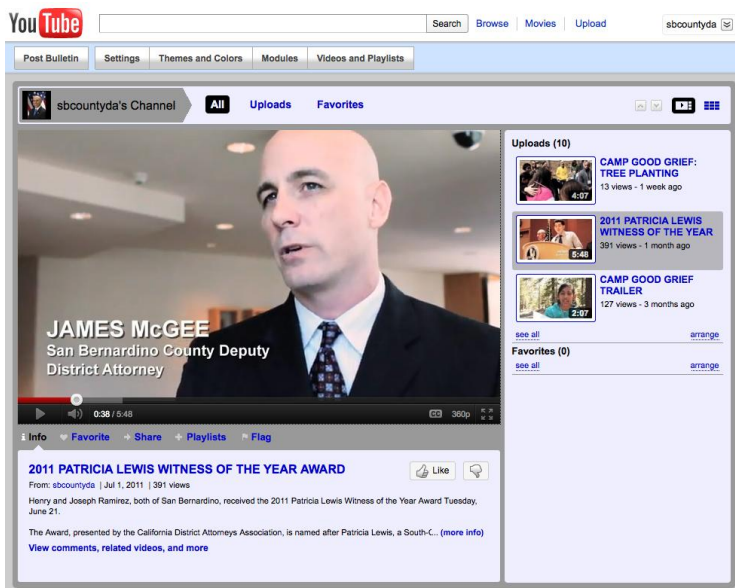 You Tube
Search
Browse
Movies
Upload
sbcountyda
Post Bulletin
Settings
Themes and Colors
Modules
Videos and Playlists
sbcountyda's Channel
All
Uploads
Favorites
JAMES McGEE
San Bernardino County Deputy
District Attorney
0:38 / 5:48
CC
360p
Info
Favorite
Share
Playlists
Flag
2011 PATRICIA LEWIS WITNESS OF THE YEAR AWARD
Like
From: sbcountyda | Jul 1, 2011 | 391 views
Henry and Joseph Ramirez, both of San Bernardino, received the 2011 Patricia Lewis Witness of the Year Award Tuesday,
June 21.
The Award, presented by the California District Attorneys Association, is named after Patricia Lewis, a South-C... (more info)
View comments, related videos, and more
Uploads (10)
4:07
CAMP GOOD GRIEF:
TREE PLANTING
13 views - 1 week ago
5:48
2011 PATRICIA LEWIS
WITNESS OF THE YEAR
391 views - 1 month ago
2:07
CAMP GOOD GRIEF
TRAILER
127 views - 3 months ago
see all
arrange
Favorites (0)
see all
arrange